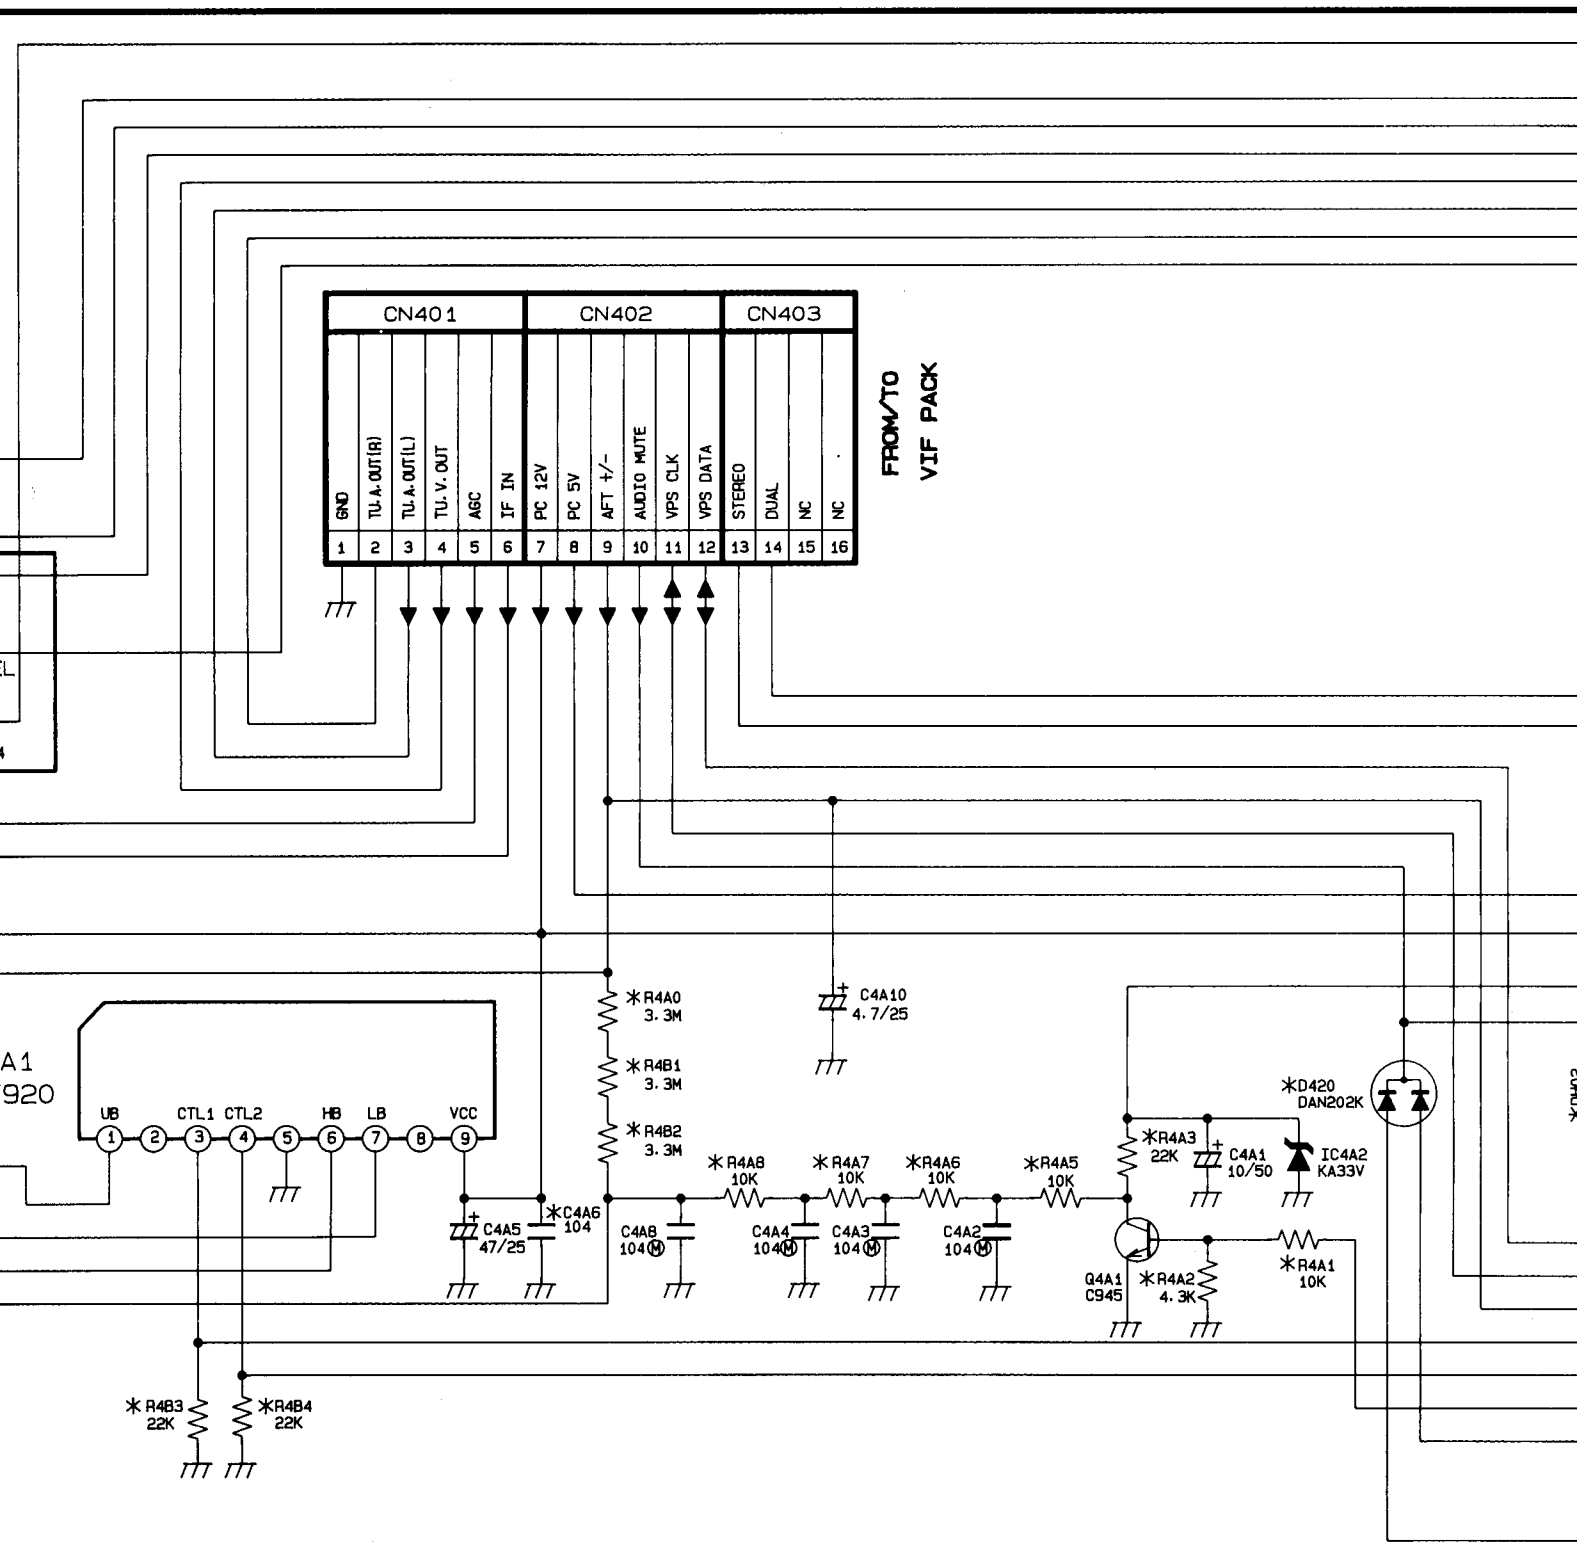 CN401 CN402 CN403
GND
TU.A.OUT(R)
TU.A.OUT(L)
TU.V.OUT
AGC
IF IN
PC 12V
PC 5V
AFT +/-
AUDIO MUTE
VPS CLK
VPS DATA
STEREO
DUAL
NC
NC
1 2 3 4 5 6 7 8 9 10 11 12 13 14 15 16
FROM/TO
VIF PACK
EL
4
A1
920
UB CTL1 CTL2 HB LB VCC
1 2 3 4 5 6 7 8 9
*R4A0
3.3M
*R4B1
3.3M
*R4B2
3.3M
+ C4A10
4.7/25
*D420
DAN202K
*R4A3
22K
+ C4A1
10/50
IC4A2
KA33V
*R4A8
10K
*R4A7
10K
*R4A6
10K
*R4A5
10K
+ C4A5
47/25
*C4A6
104
C4A8
104 M
C4A4
104 M
C4A3
104 M
C4A2
104 M
Q4A1
C945
*R4A2
4.3K
*R4A1
10K
*R4B3
22K
*R4B4
22K